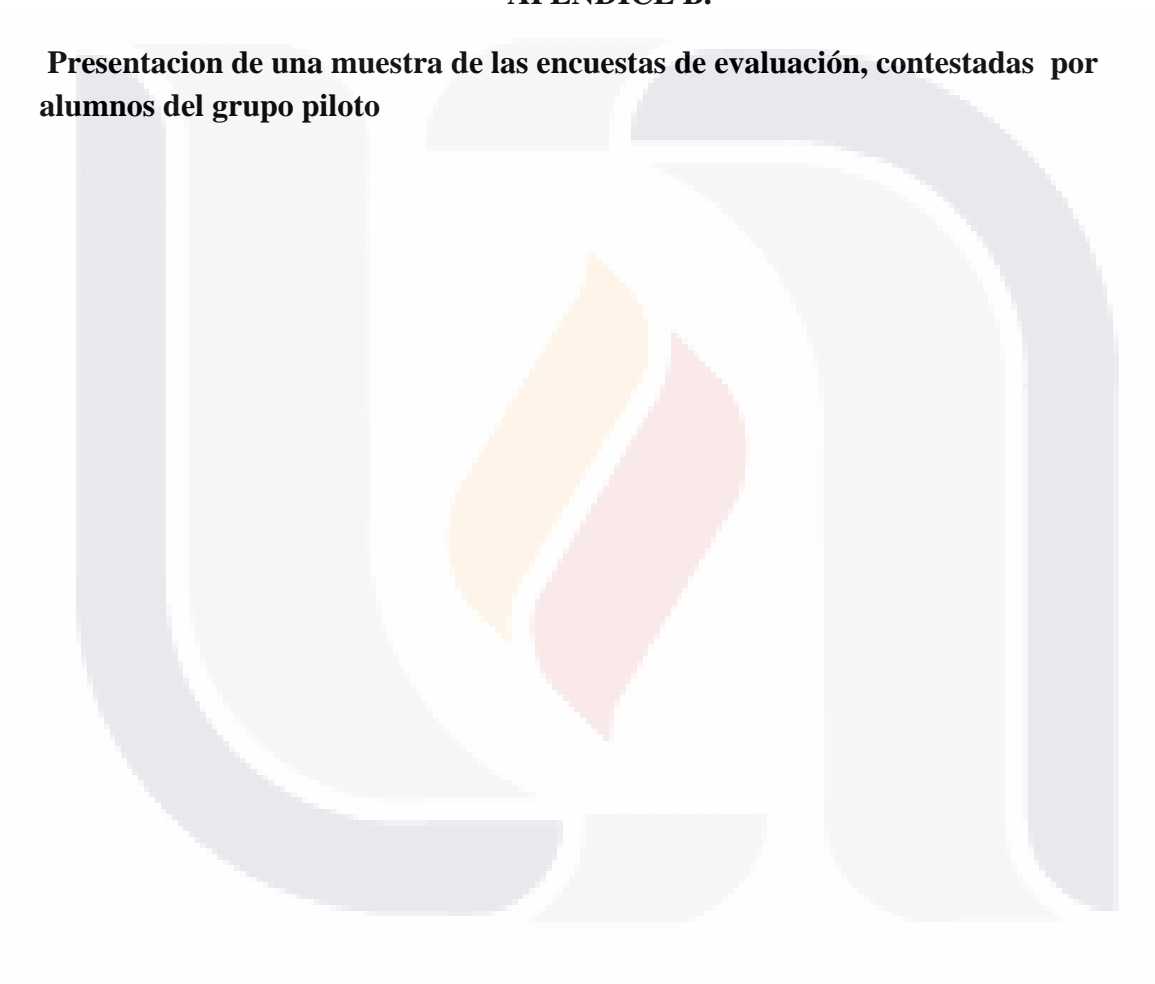 APENDICE B.
Presentacion de una muestra de las encuestas de evaluación, contestadas por
alumnos del grupo piloto